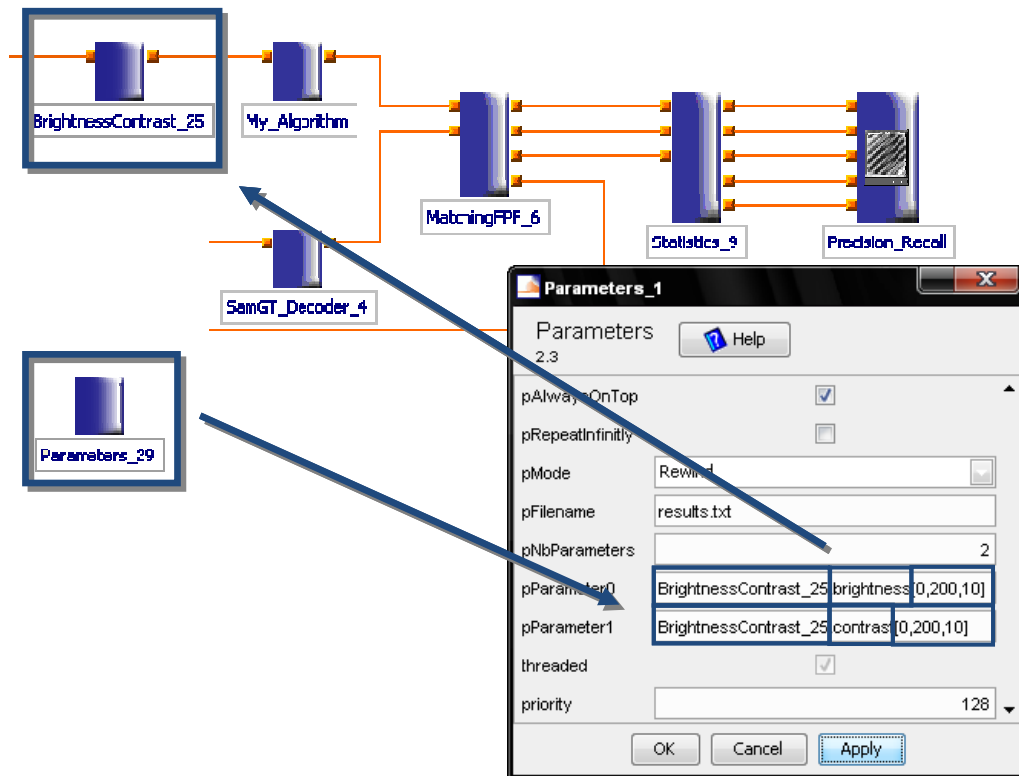 BrightnessContrast_25
My_Algorithm
MatchingFPF_6
Statistics_9
Precision_Recall
SamGT_Decoder_4
Parameters_29
Parameters_1
X
Parameters
2.3
Help
pAlwaysOnTop
pRepeatInfinitly
pMode Rewind
pFilename results.txt
pNbParameters 2
pParameter0 BrightnessContrast_25.brightness[0,200,10]
pParameter1 BrightnessContrast_25.contrast[0,200,10]
threaded
priority 128
OK Cancel Apply